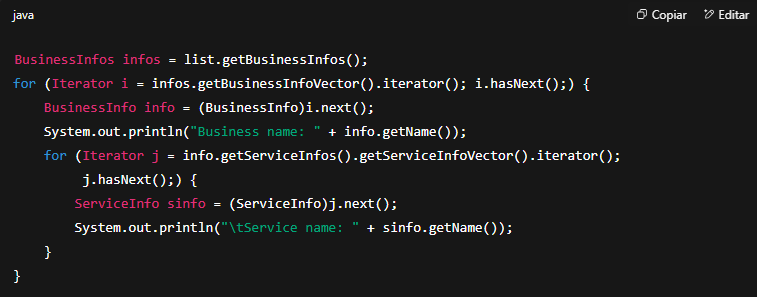 java
Copiar
Editar
BusinessInfos infos = list.getBusinessInfos();
for (Iterator i = infos.getBusinessInfoVector().iterator(); i.hasNext();) {
    BusinessInfo info = (BusinessInfo)i.next();
    System.out.println("Business name: " + info.getName());
    for (Iterator j = info.getServiceInfos().getServiceInfoVector().iterator();
         j.hasNext();) {
        ServiceInfo sinfo = (ServiceInfo)j.next();
        System.out.println("\tService name: " + sinfo.getName());
    }
}